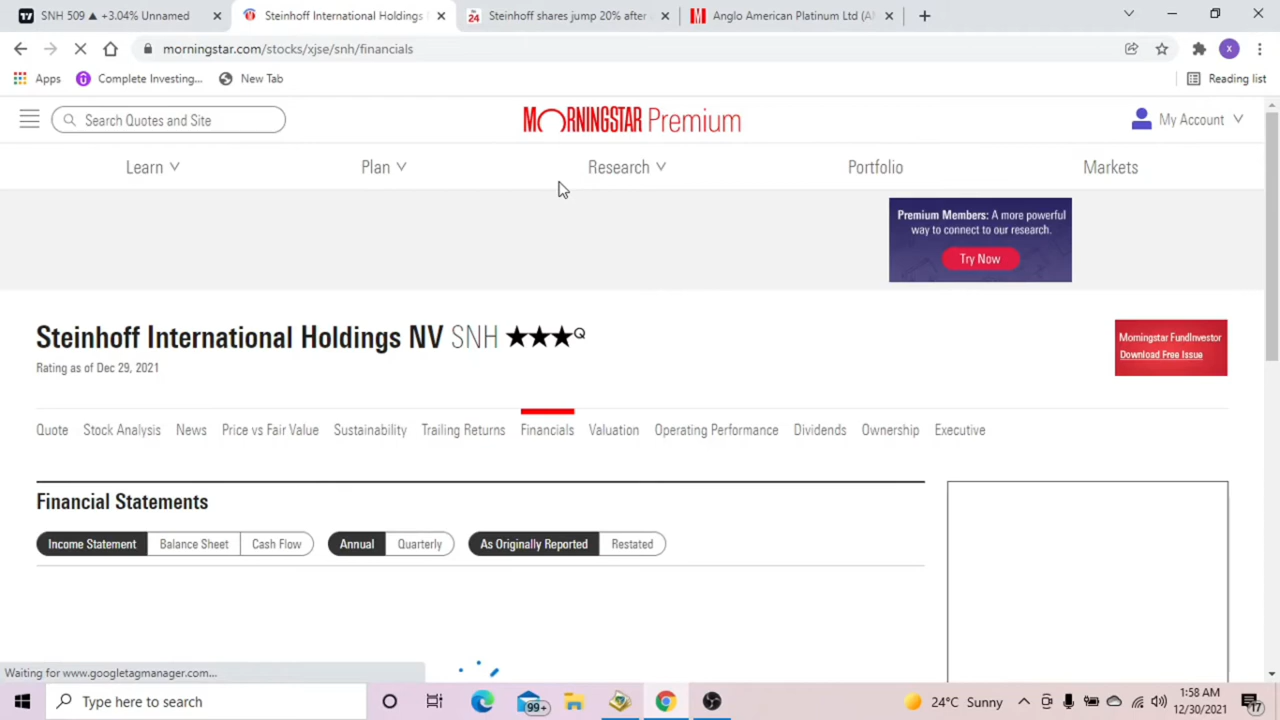 SNH 509 ▲ +3.04% Unnamed
Steinhoff International Holdings
24
Steinhoff shares jump 20% after
Anglo American Platinum Ltd (A
morningstar.com/stocks/xjse/snh/financials
X
Apps
Complete Investing...
New Tab
Reading list
Search Quotes and Site
MORNINGSTAR Premium
My Account
Learn
Plan
Research
Portfolio
Markets
Premium Members: A more powerful
way to connect to our research.
Try Now
Steinhoff International Holdings NV SNH ★★★Q
Rating as of Dec 29, 2021
Morningstar FundInvestor
Download Free Issue
Quote Stock Analysis News Price vs Fair Value Sustainability Trailing Returns Financials Valuation Operating Performance Dividends Ownership Executive
Financial Statements
Income Statement Balance Sheet Cash Flow Annual Quarterly As Originally Reported Restated
Waiting for www.googletagmanager.com...
Type here to search
99+
24°C Sunny
1:58 AM
12/30/2021
17